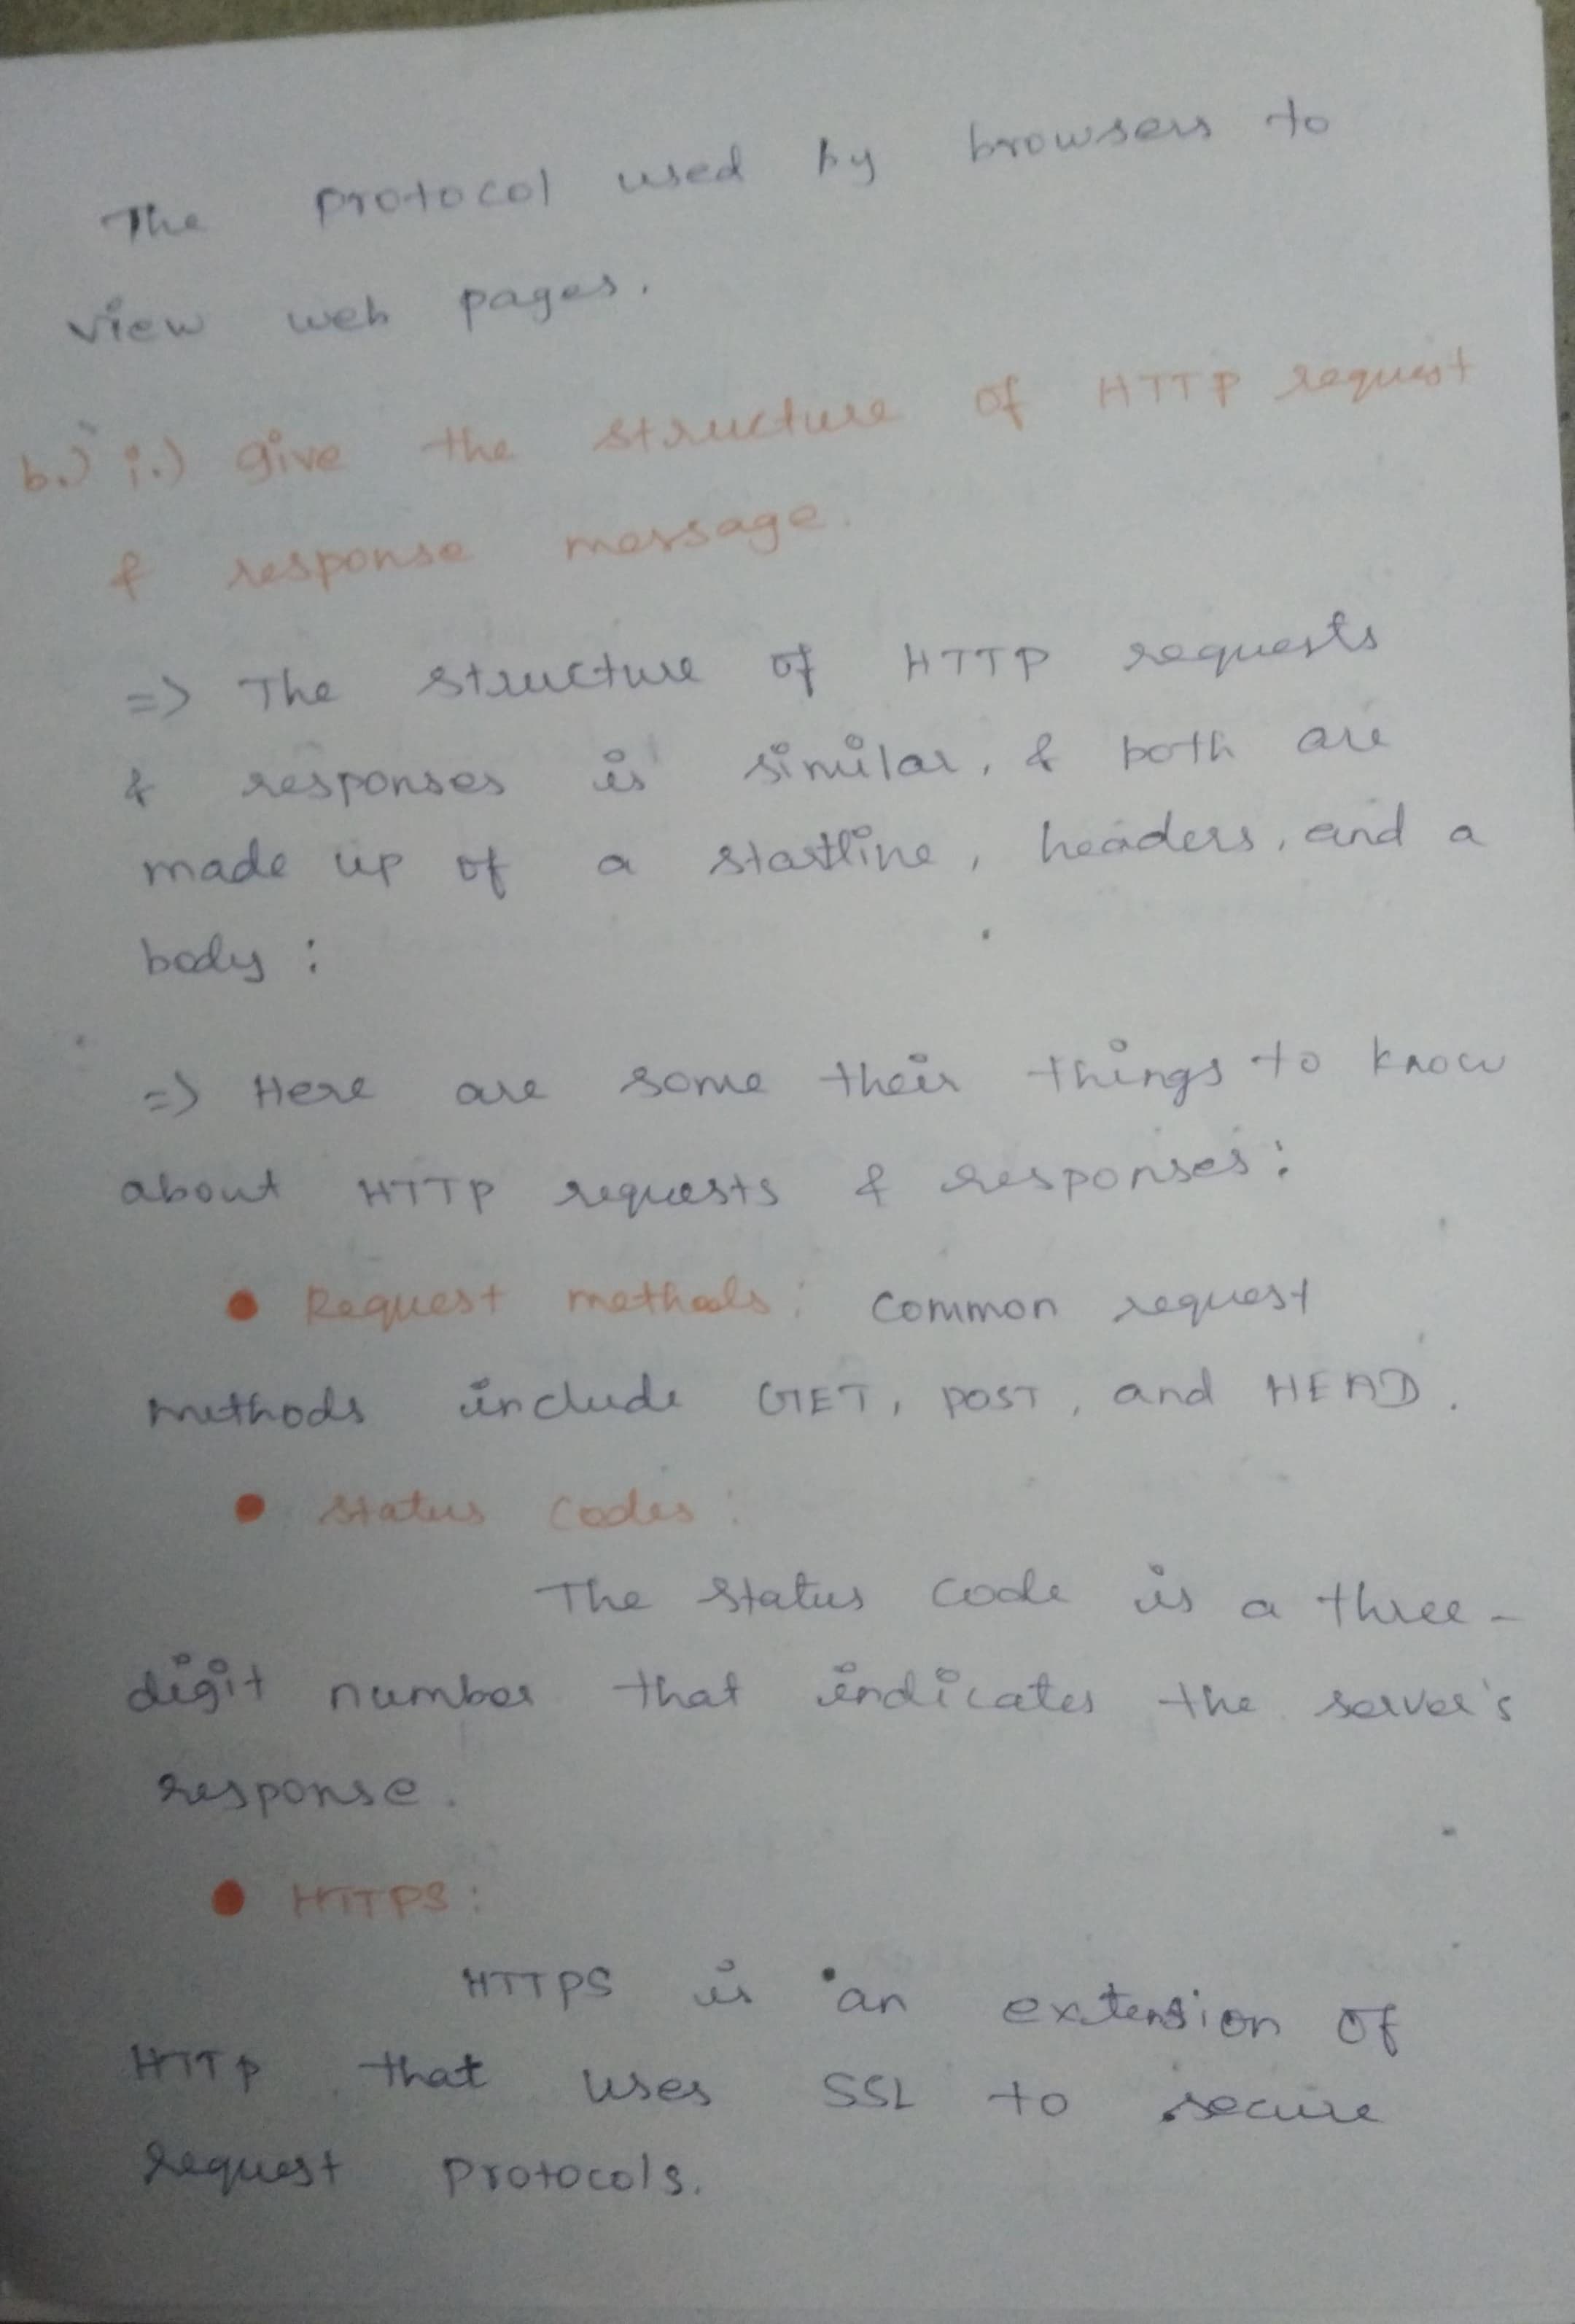 The protocol used by browsers to
view web pages.
b.) i.) give the structure of HTTP request
& response message.
=> The structure of HTTP requests
& responses is similar, & both are
made up of a startline, headers, and a
body :
=> Here are some their things to know
about HTTP requests & responses:
• Request methods: Common request
methods include GET, POST, and HEAD.
• Status Codes:
The status code is a three-
digit number that indicates the server's
response.
• HTTPS:
HTTPS is an extension of
HTTP that uses SSL to secure
request protocols.